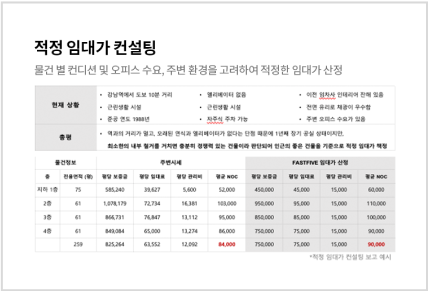 적정 임대가 컨설팅
물건 별 컨디션 및 오피스 수요, 주변 환경을 고려하여 적정한 임대가 산정
현재 상황
• 강남역에서 도보 10분 거리 • 엘리베이터 없음 • 이전 임차사 인테리어 잔해 있음
• 근린생활 시설 • 근린생활 시설 • 전면 유리로 채광이 우수함
• 준공 연도 1988년 • 자주식 주차 가능 • 주변 오피스 수요가 있음
총평
• 역과의 거리가 멀고, 오래된 연식과 엘리베이터가 없다는 단점 때문에 1년째 장기 공실 상태이지만,
최소한의 내부 철거를 거치면 충분히 경쟁력 있는 건물이라 판단되어 인근의 좋은 건물을 기준으로 적정 임대가 책정
물건정보 주변시세 FASTFIVE 임대가 산정
층 전용면적 (평) 평당 보증금 평당 임대료 평당 관리비 평균 NOC 평당 보증금 평당 임대료 평당 관리비 평균 NOC
지하 1층 75 585,240 39,627 5,600 52,000 450,000 45,000 15,000 60,000
2층 61 1,078,179 72,734 16,381 103,000 950,000 95,000 15,000 110,000
3층 61 866,731 76,847 13,112 95,000 850,000 85,000 15,000 100,000
4층 61 849,084 65,000 13,274 86,000 750,000 75,000 15,000 90,000
259 825,264 63,552 12,092 84,000 750,000 75,000 15,000 90,000
*적정 임대가 컨설팅 보고 예시